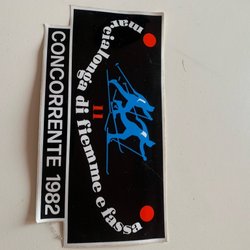 marcialonga di fiemme e fassa
11
CONCORRENTE 1982